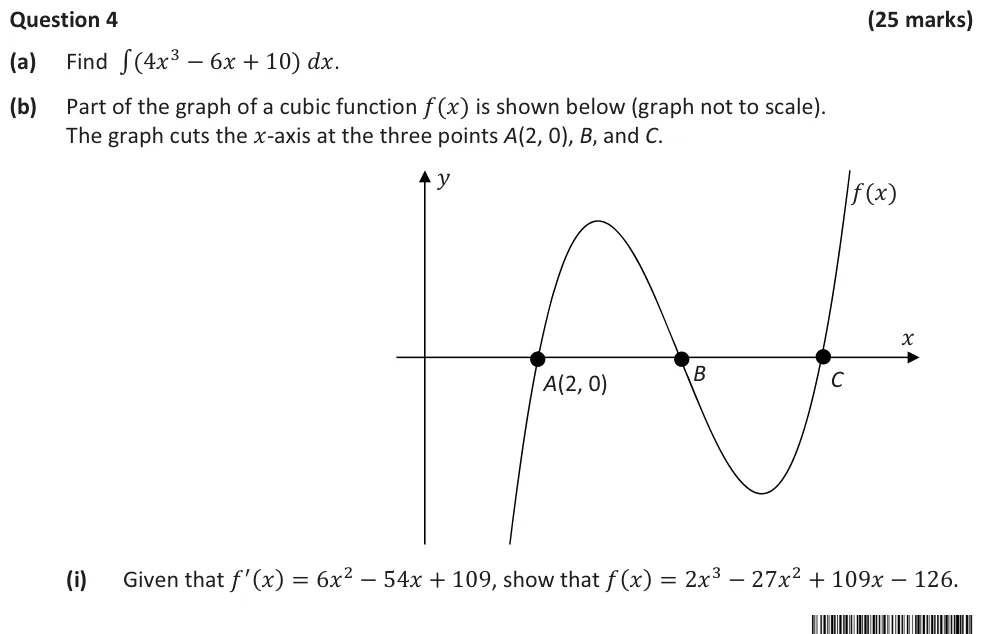 Question 4 (25 marks)
(a) Find ∫(4x³ − 6x + 10) dx.
(b) Part of the graph of a cubic function f(x) is shown below (graph not to scale).
The graph cuts the x-axis at the three points A(2, 0), B, and C.
y
f(x)
x
A(2, 0)
B
C
(i) Given that f′(x) = 6x² − 54x + 109, show that f(x) = 2x³ − 27x² + 109x − 126.